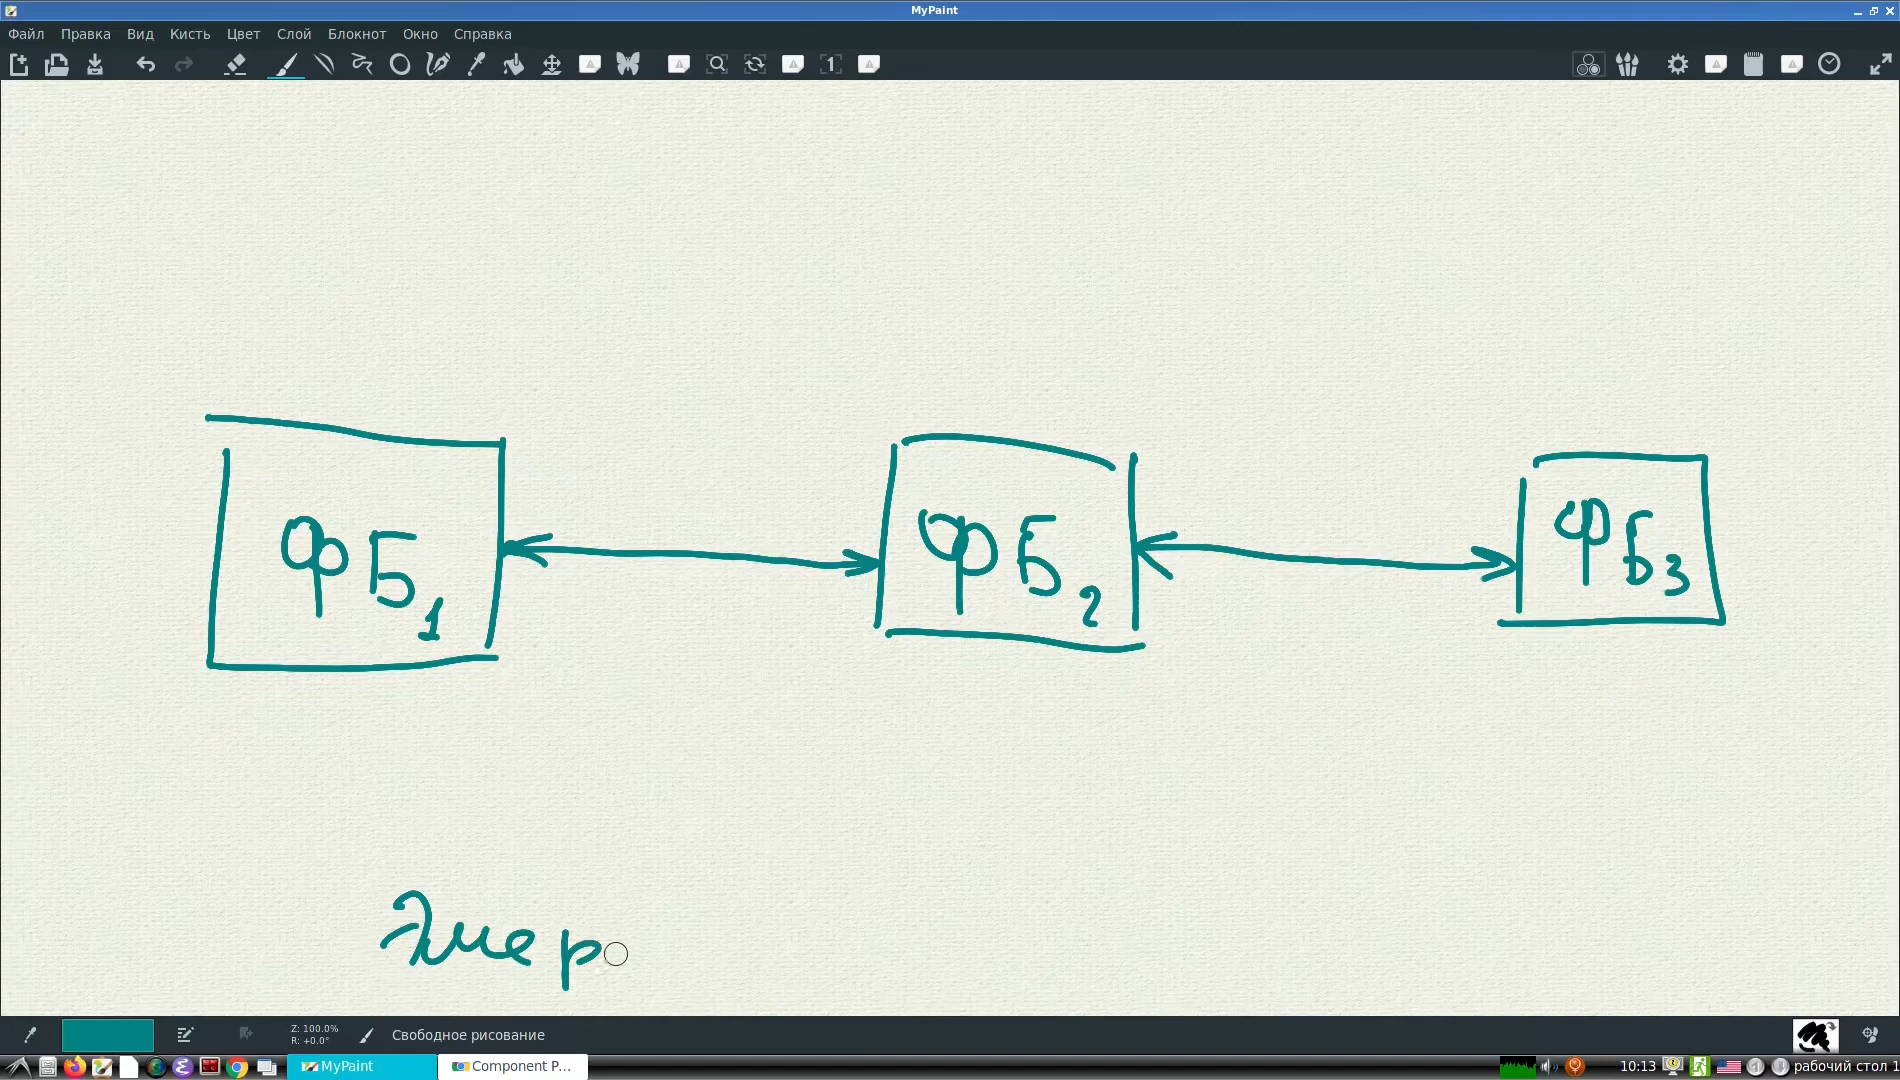 MyPaint
Файл Правка Вид Кисть Цвет Слой Блокнот Окно Справка
1
ФБ1 ФБ2 ФБ3
Z: 100.0%
R: +0.0°
Свободное рисование
MyPaint Component P... 10:13 рабочий стол 1